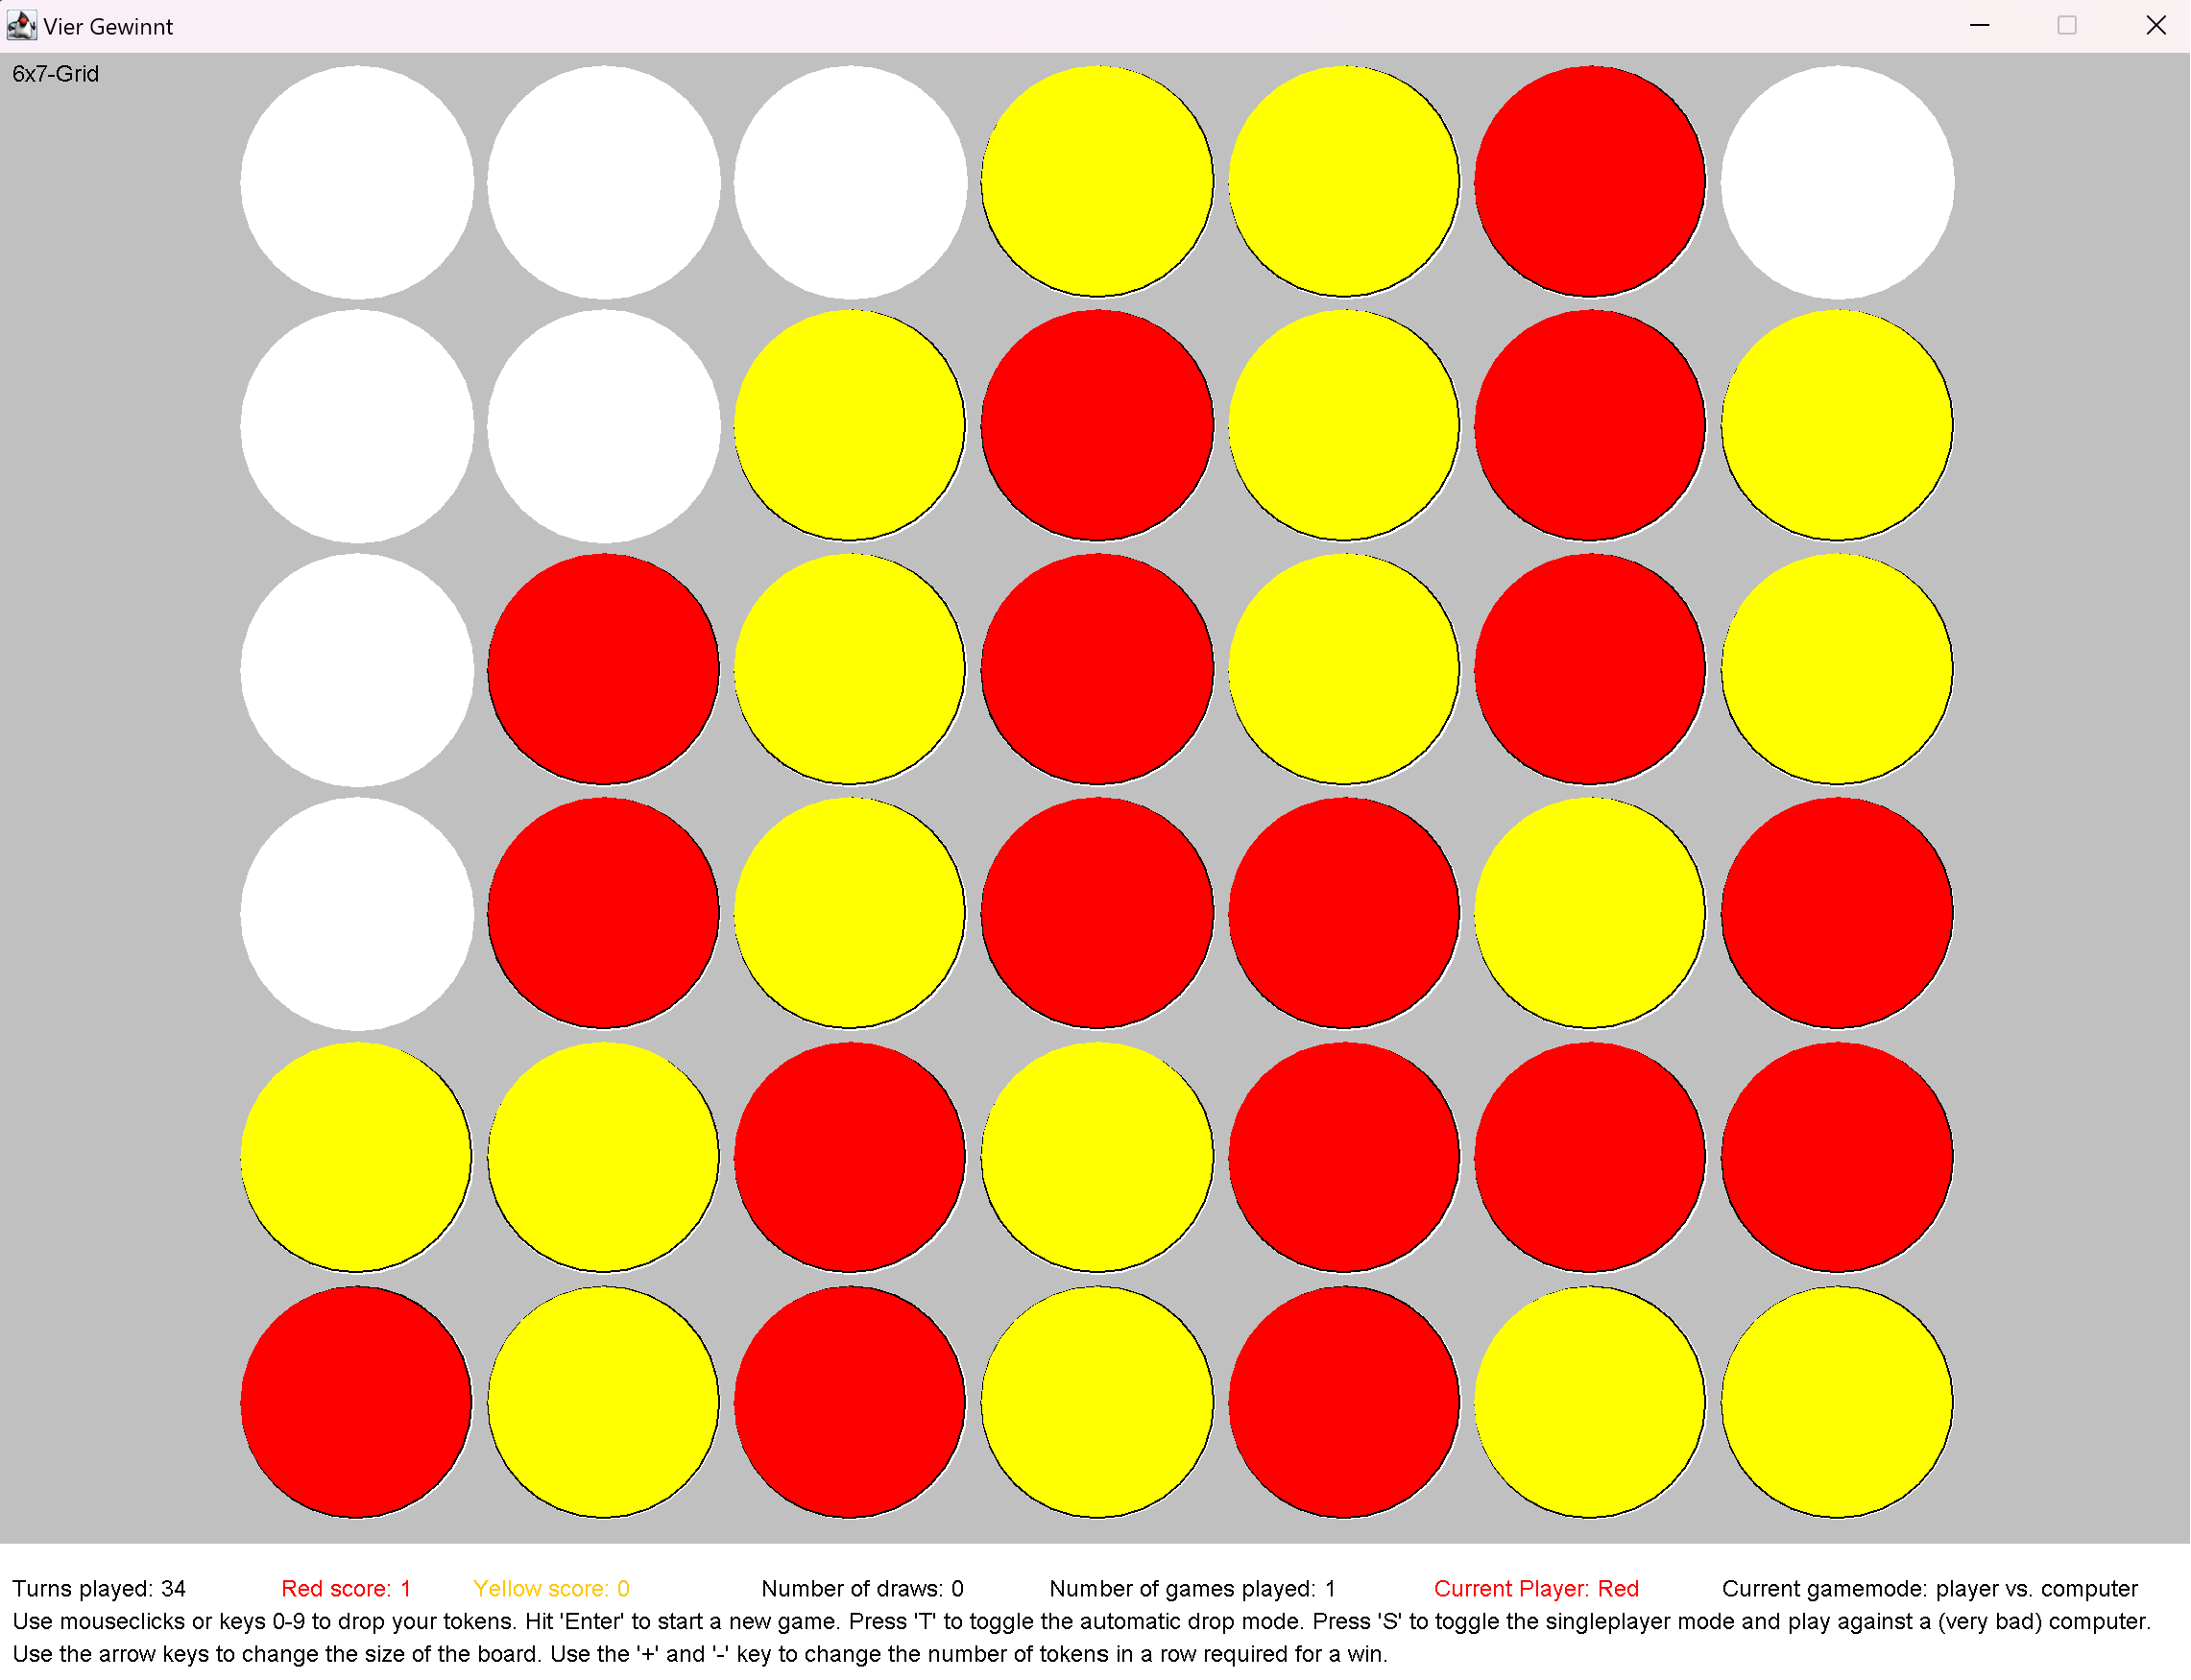 Vier Gewinnt
6x7-Grid
Turns played: 34 Red score: 1 Yellow score: 0 Number of draws: 0 Number of games played: 1 Current Player: Red Current gamemode: player vs. computer
Use mouseclicks or keys 0-9 to drop your tokens. Hit 'Enter' to start a new game. Press 'T' to toggle the automatic drop mode. Press 'S' to toggle the singleplayer mode and play against a (very bad) computer.
Use the arrow keys to change the size of the board. Use the '+' and '-' key to change the number of tokens in a row required for a win.